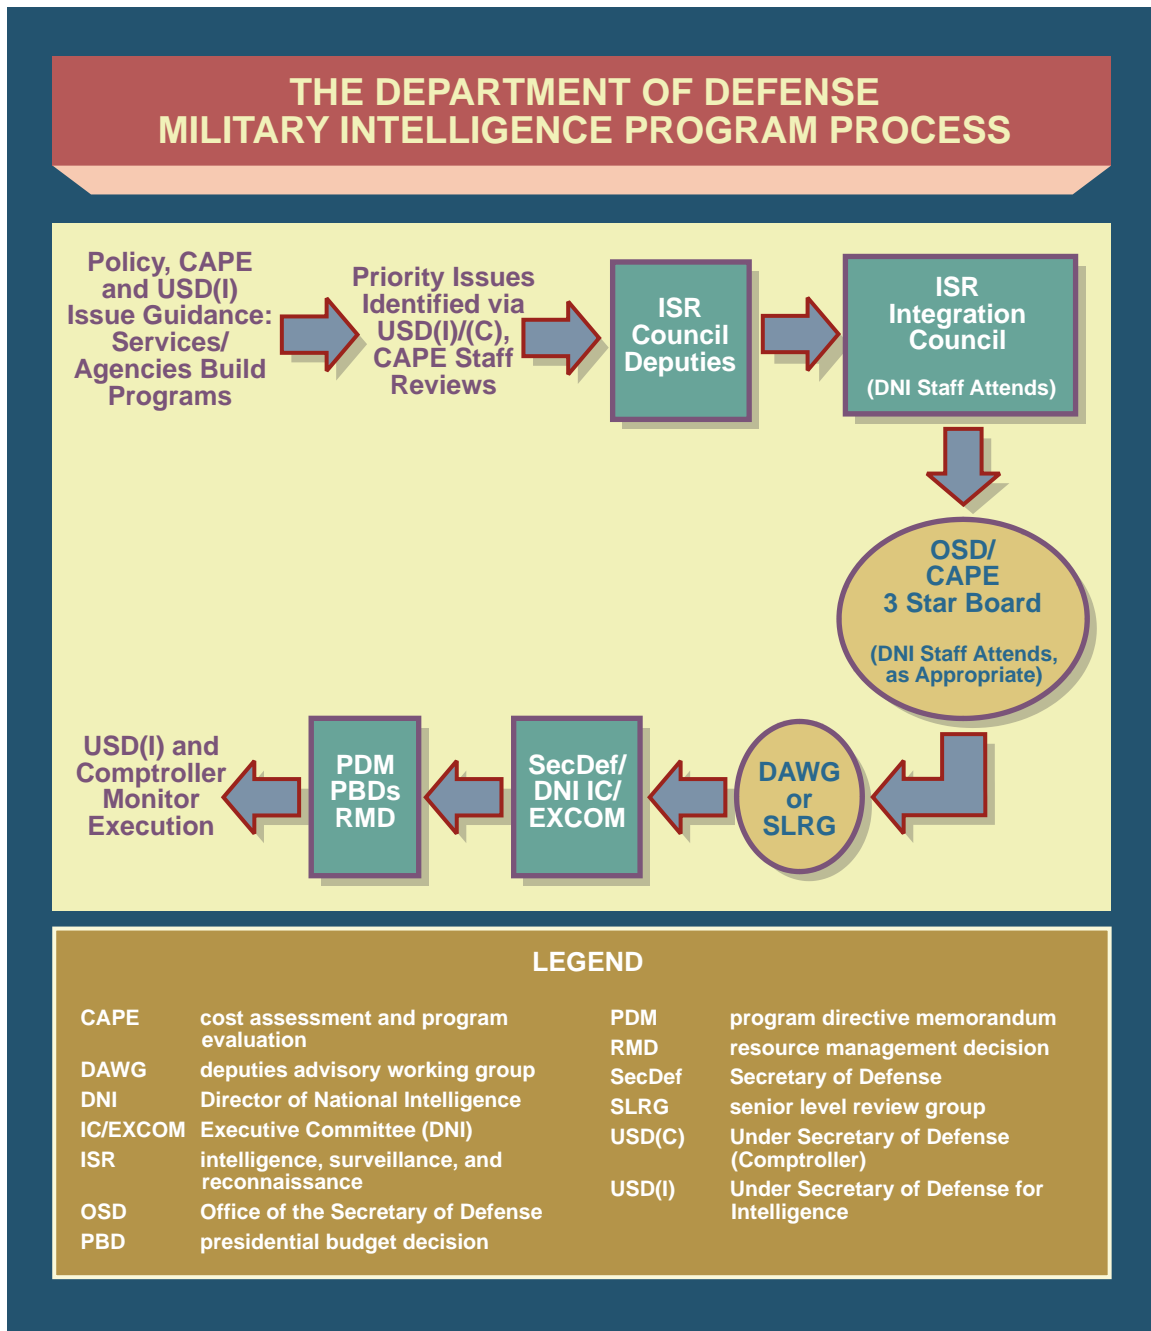 THE DEPARTMENT OF DEFENSE
MILITARY INTELLIGENCE PROGRAM PROCESS
Policy, CAPE
and USD(I)
Issue Guidance:
Services/
Agencies Build
Programs
Priority Issues
Identified via
USD(I)/(C),
CAPE Staff
Reviews
ISR
Council
Deputies
ISR
Integration
Council
(DNI Staff Attends)
OSD/
CAPE
3 Star Board
(DNI Staff Attends,
as Appropriate)
DAWG
or
SLRG
SecDef/
DNI IC/
EXCOM
PDM
PBDs
RMD
USD(I) and
Comptroller
Monitor
Execution
LEGEND
CAPE cost assessment and program
evaluation
DAWG deputies advisory working group
DNI Director of National Intelligence
IC/EXCOM Executive Committee (DNI)
ISR intelligence, surveillance, and
reconnaissance
OSD Office of the Secretary of Defense
PBD presidential budget decision
PDM program directive memorandum
RMD resource management decision
SecDef Secretary of Defense
SLRG senior level review group
USD(C) Under Secretary of Defense
(Comptroller)
USD(I) Under Secretary of Defense for
Intelligence